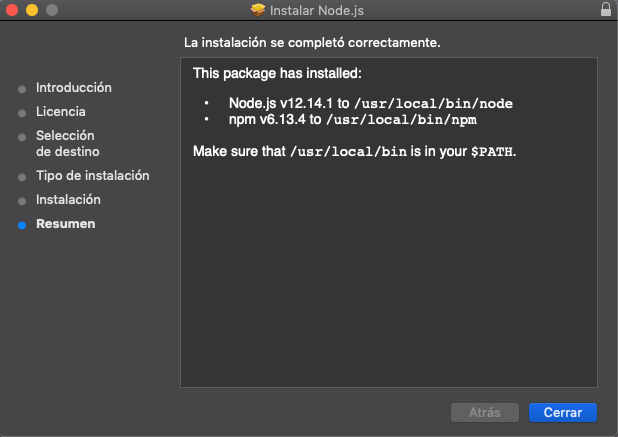 Instalar Node.js
La instalación se completó correctamente.
Introducción
Licencia
Selección
de destino
Tipo de instalación
Instalación
Resumen
This package has installed:
• Node.js v12.14.1 to /usr/local/bin/node
• npm v6.13.4 to /usr/local/bin/npm
Make sure that /usr/local/bin is in your $PATH.
Atrás
Cerrar